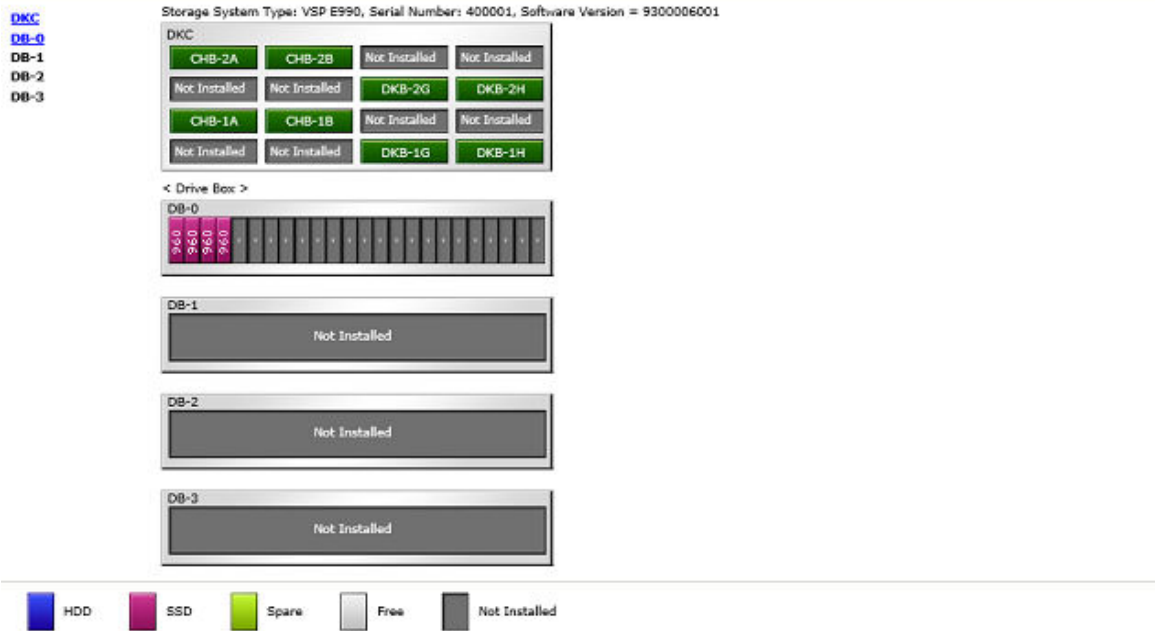 DKC
DB-0
DB-1
DB-2
DB-3
Storage System Type: VSP E990, Serial Number: 400001, Software Version = 9300006001
DKC
CHB-2A CHB-2B Not Installed Not Installed
Not Installed Not Installed DKB-2G DKB-2H
CHB-1A CHB-1B Not Installed Not Installed
Not Installed Not Installed DKB-1G DKB-1H
< Drive Box >
DB-0
960 960 960 960 - - - - - - - - - - - - - - - - - - - -
DB-1
Not Installed
DB-2
Not Installed
DB-3
Not Installed
HDD SSD Spare Free Not Installed